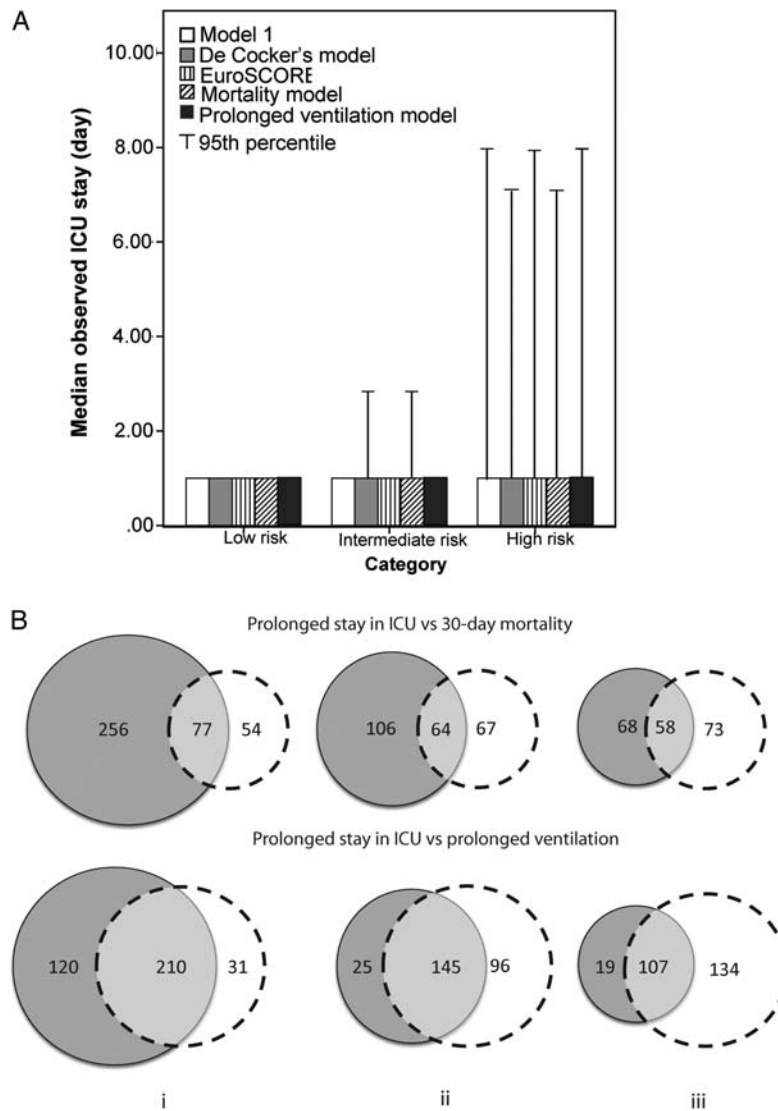 A
Model 1
De Cocker's model
EuroSCORE
Mortality model
Prolonged ventilation model
95th percentile
Median observed ICU stay (day)
10.00
8.00
6.00
4.00
2.00
.00
Low risk
Intermediate risk
High risk
Category
B
Prolonged stay in ICU vs 30-day mortality
256 77 54 106 64 67 68 58 73
Prolonged stay in ICU vs prolonged ventilation
120 210 31 25 145 96 19 107 134
i ii iii